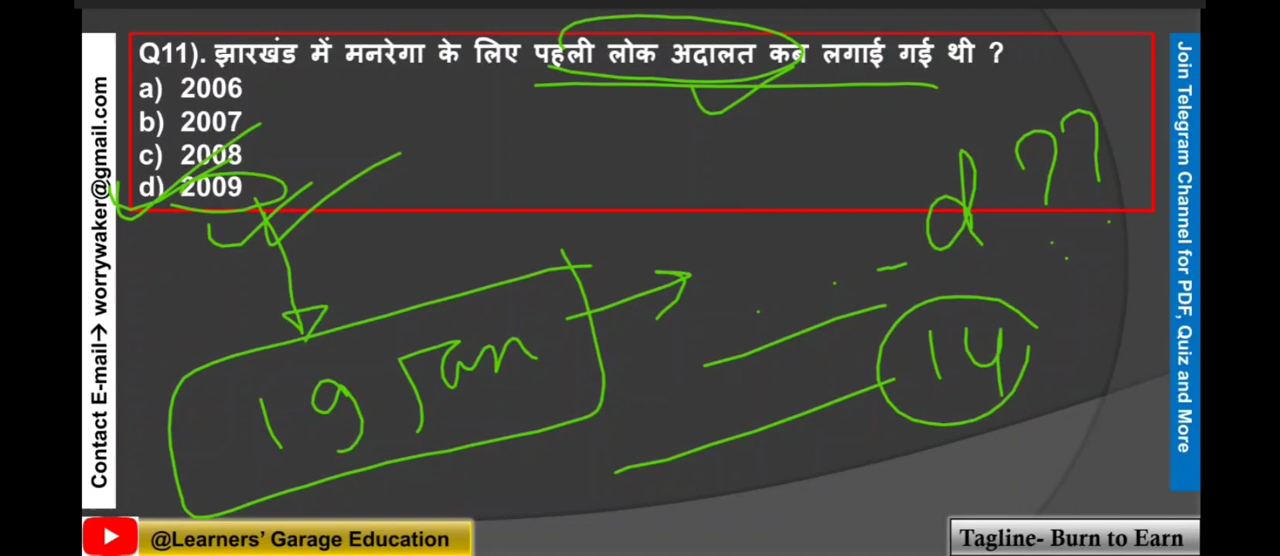 Q11). झारखंड में मनरेगा के लिए पहली लोक अदालत कब लगाई गई थी ?
a) 2006
b) 2007
c) 2008
d) 2009
d ??
19 Jan
14
Contact E-mail→ worrywaker@gmail.com
Join Telegram Channel for PDF, Quiz and More
@Learners’ Garage Education
Tagline- Burn to Earn